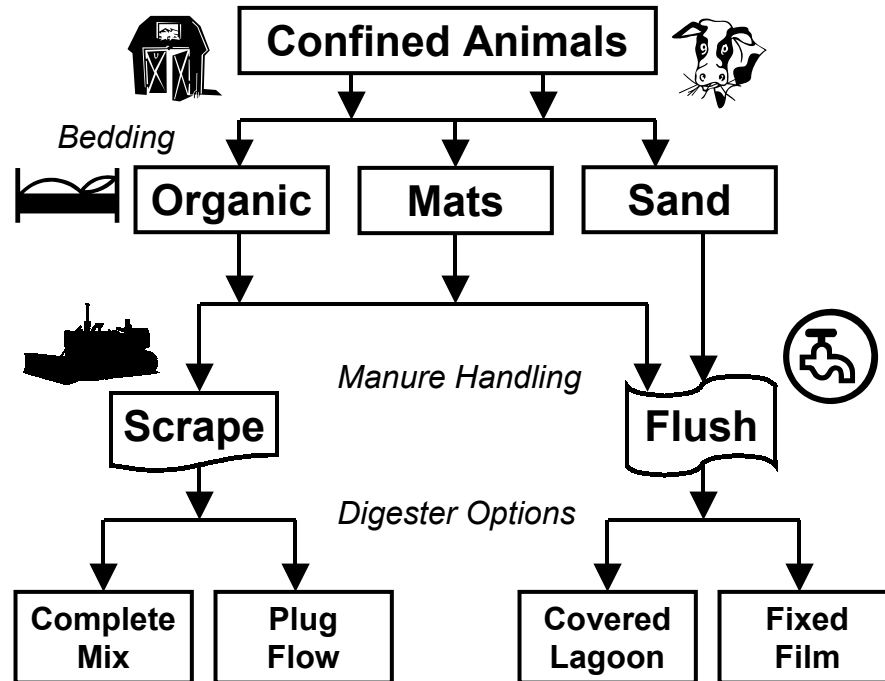 Confined Animals
Bedding
Organic
Mats
Sand
Manure Handling
Scrape
Flush
Digester Options
Complete
Mix
Plug
Flow
Covered
Lagoon
Fixed
Film